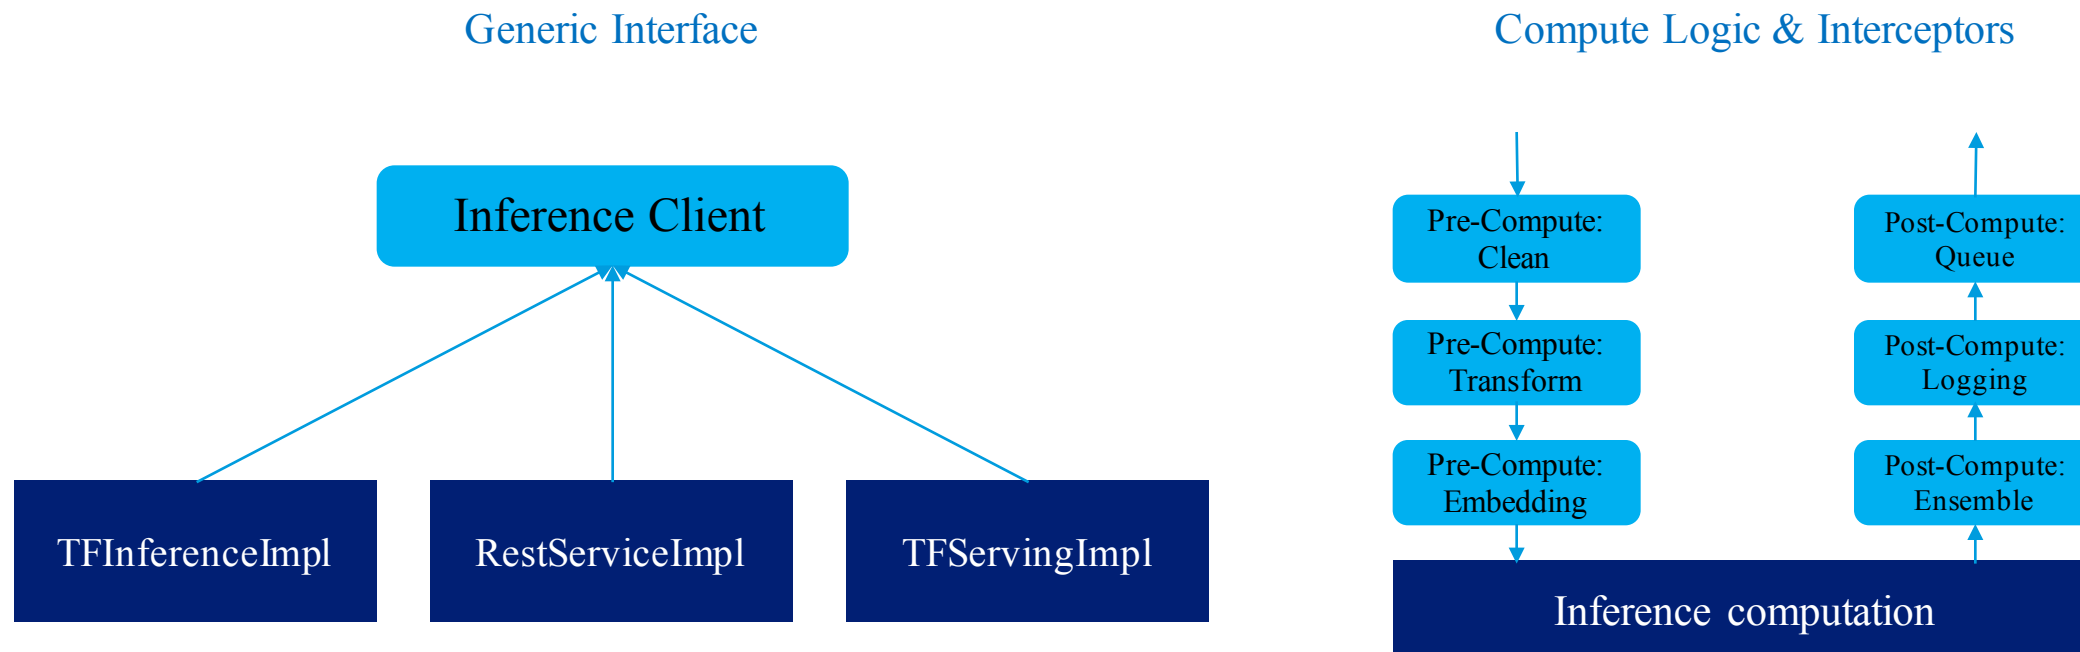 Generic Interface
Inference Client
TFInferenceImpl
RestServiceImpl
TFServingImpl
Compute Logic & Interceptors
Pre-Compute:
Clean
Pre-Compute:
Transform
Pre-Compute:
Embedding
Post-Compute:
Queue
Post-Compute:
Logging
Post-Compute:
Ensemble
Inference computation